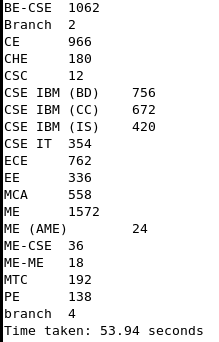 BE-CSE 1062
Branch 2
CE 966
CHE 180
CSC 12
CSE IBM (BD) 756
CSE IBM (CC) 672
CSE IBM (IS) 420
CSE IT 354
ECE 762
EE 336
MCA 558
ME 1572
ME (AME) 24
ME-CSE 36
ME-ME 18
MTC 192
PE 138
branch 4
Time taken: 53.94 seconds